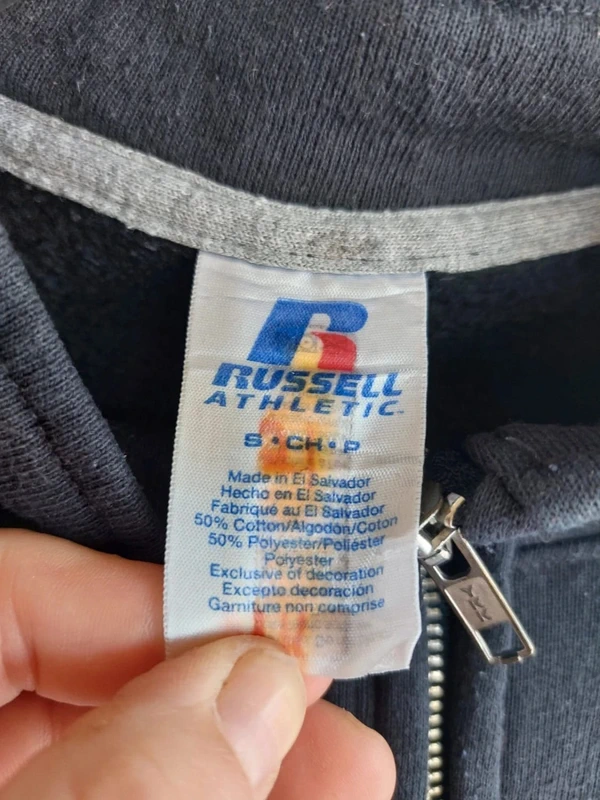 RUSSELL
ATHLETIC
S • CH • P
Made in El Salvador
Hecho en El Salvador
Fabriqué au El Salvador
50% Cotton/Algodón/Coton
50% Polyester/Poliéster
Polyester
Exclusive of decoration
Excepto decoración
Garniture non comprise
YKK